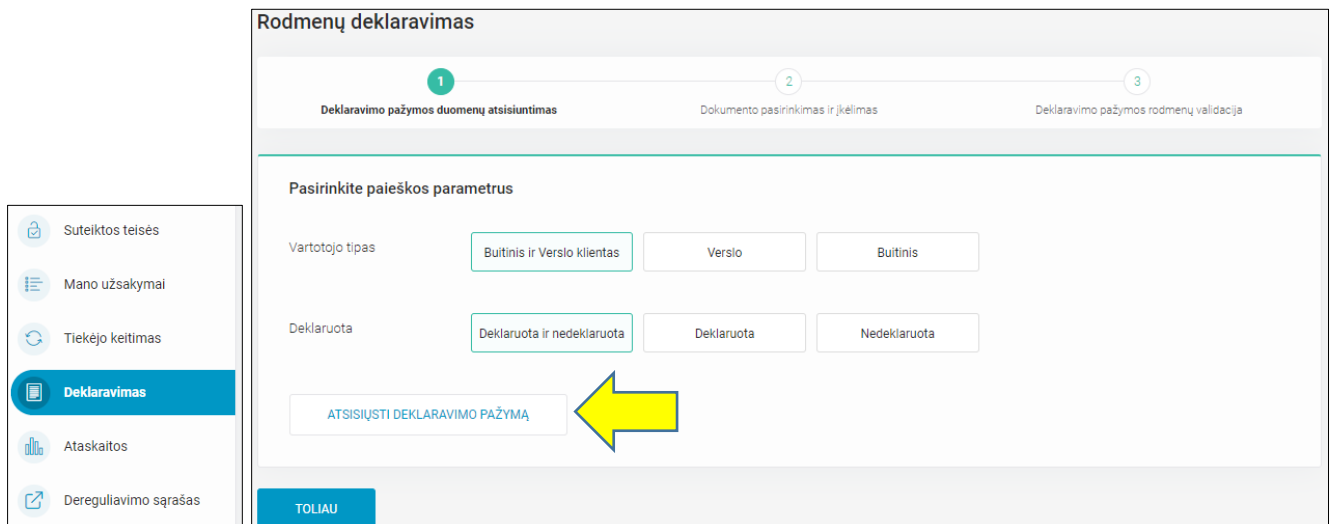 Suteiktos teisės
Mano užsakymai
Tiekėjo keitimas
Deklaravimas
Ataskaitos
Dereguliavimo sąrašas
Rodmenų deklaravimas
1
2
3
Deklaravimo pažymos duomenų atsisiuntimas
Dokumento pasirinkimas ir įkėlimas
Deklaravimo pažymos rodmenų validacija
Pasirinkite paieškos parametrus
Vartotojo tipas
Buitinis ir Verslo klientas
Verslo
Buitinis
Deklaruota
Deklaruota ir nedeklaruota
Deklaruota
Nedeklaruota
ATSISIŲSTI DEKLARAVIMO PAŽYMĄ
TOLIAU